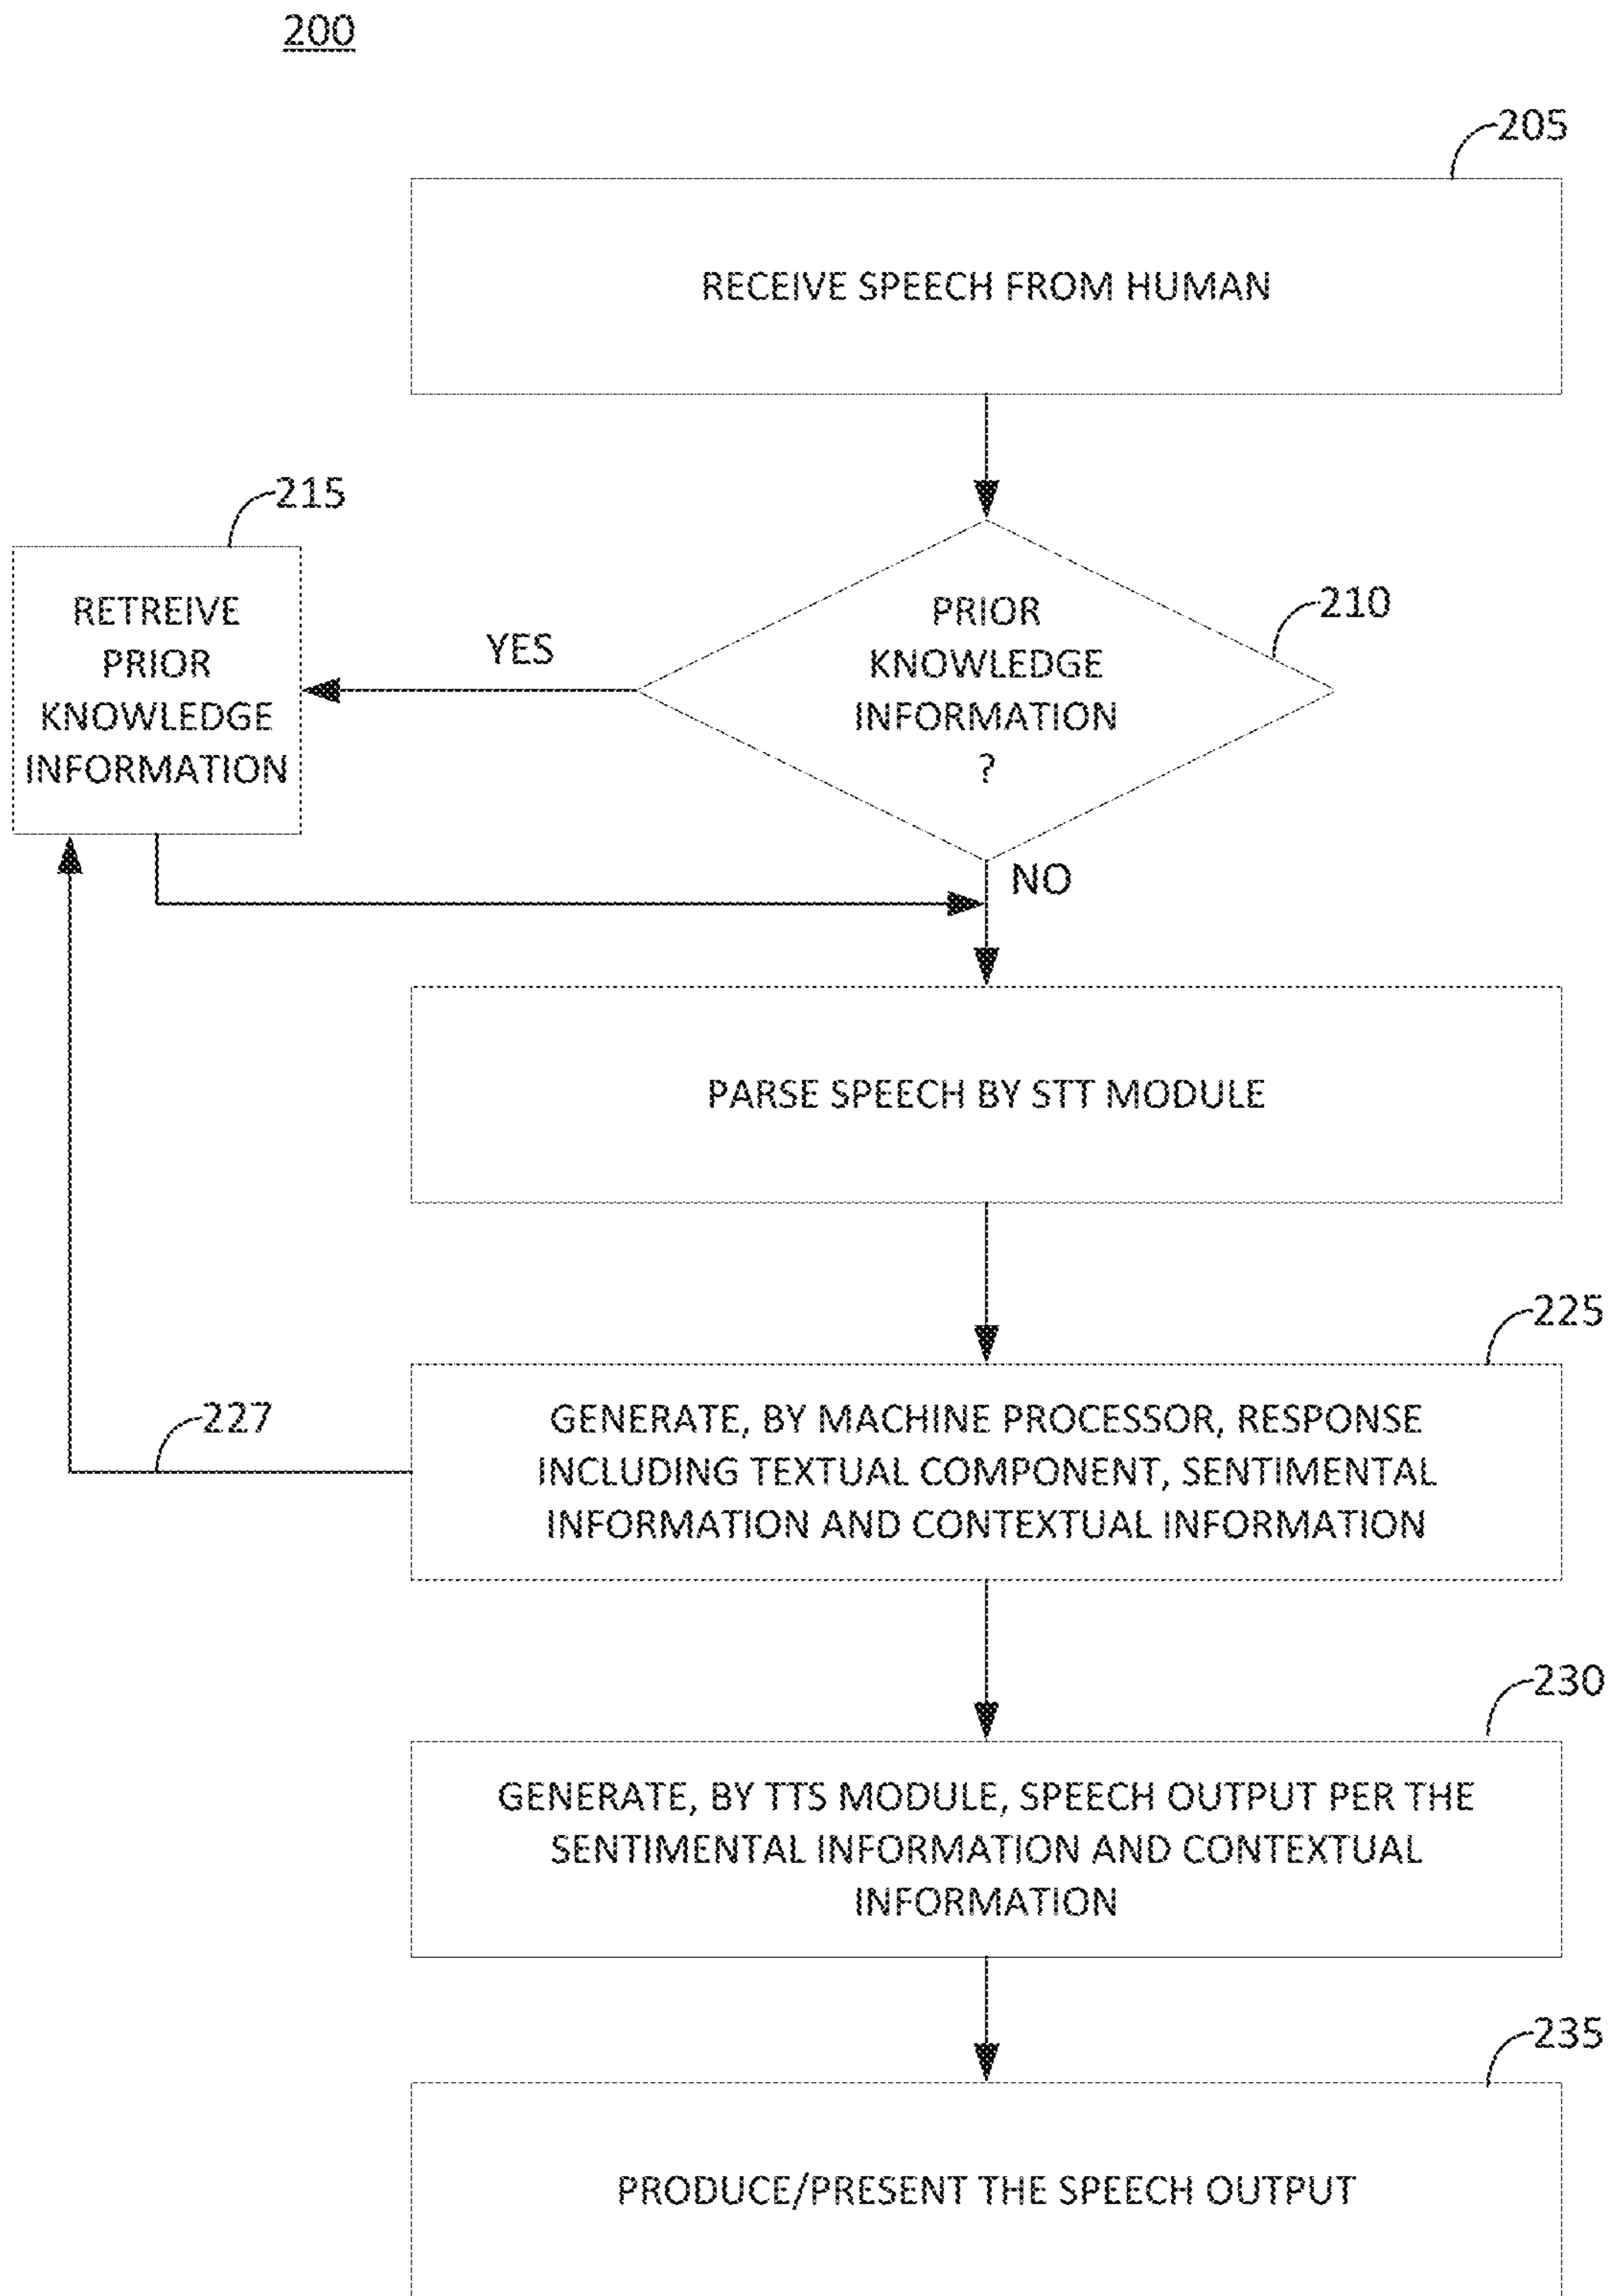 200
205
RECEIVE SPEECH FROM HUMAN
215
RETREIVE
PRIOR
KNOWLEDGE
INFORMATION
YES
PRIOR
KNOWLEDGE
INFORMATION
?
210
NO
PARSE SPEECH BY STT MODULE
225
227
GENERATE, BY MACHINE PROCESSOR, RESPONSE
INCLUDING TEXTUAL COMPONENT, SENTIMENTAL
INFORMATION AND CONTEXTUAL INFORMATION
230
GENERATE, BY TTS MODULE, SPEECH OUTPUT PER THE
SENTIMENTAL INFORMATION AND CONTEXTUAL
INFORMATION
235
PRODUCE/PRESENT THE SPEECH OUTPUT